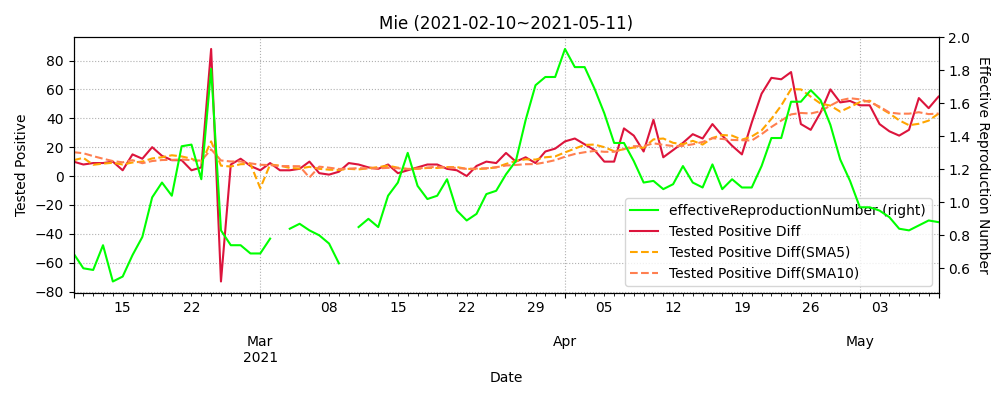 Mie (2021-02-10~2021-05-11)
Tested Positive
80
60
40
20
0
−20
−40
−60
−80
2.0
1.8
1.6
1.4
1.2
1.0
0.8
0.6
Effective Reproduction Number
effectiveReproductionNumber (right)
Tested Positive Diff
Tested Positive Diff(SMA5)
Tested Positive Diff(SMA10)
15 22 08 15 22 29 05 12 19 26 03
Mar Apr May
2021
Date